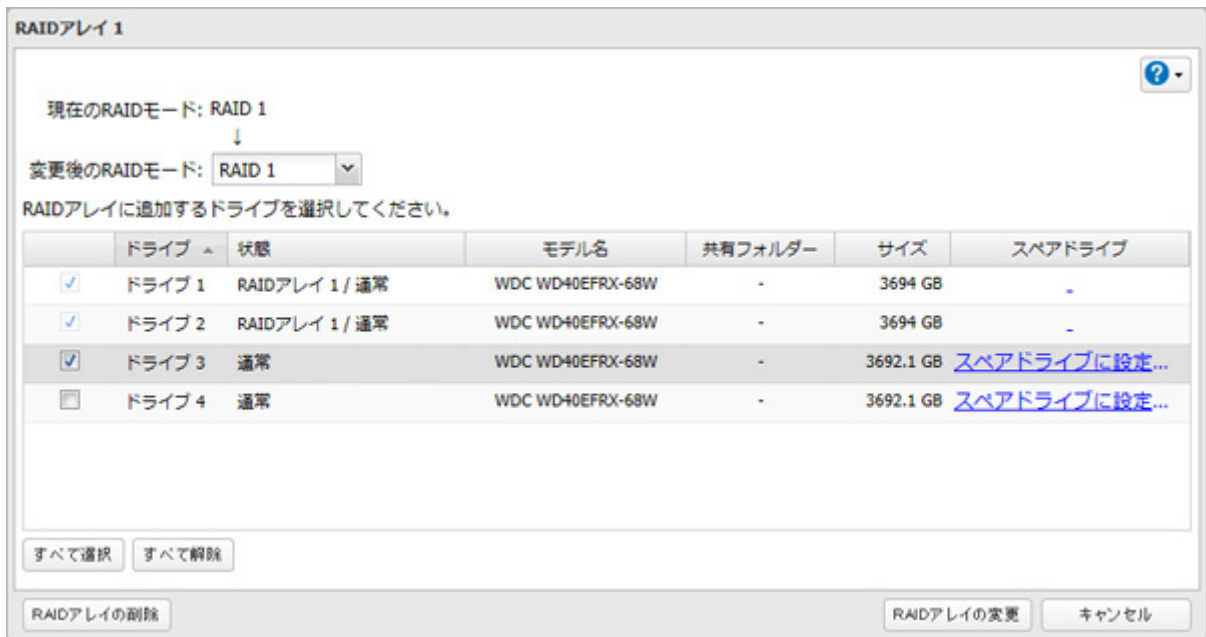 RAIDアレイ 1
現在のRAIDモード: RAID 1
↓
変更後のRAIDモード: RAID 1
RAIDアレイに追加するドライブを選択してください。
ドライブ 状態 モデル名 共有フォルダー サイズ スペアドライブ
ドライブ 1 RAIDアレイ 1 / 通常 WDC WD40EFRX-68W - 3694 GB -
ドライブ 2 RAIDアレイ 1 / 通常 WDC WD40EFRX-68W - 3694 GB -
ドライブ 3 通常 WDC WD40EFRX-68W - 3692.1 GB スペアドライブに設定...
ドライブ 4 通常 WDC WD40EFRX-68W - 3692.1 GB スペアドライブに設定...
すべて選択 すべて解除
RAIDアレイの削除 RAIDアレイの変更 キャンセル